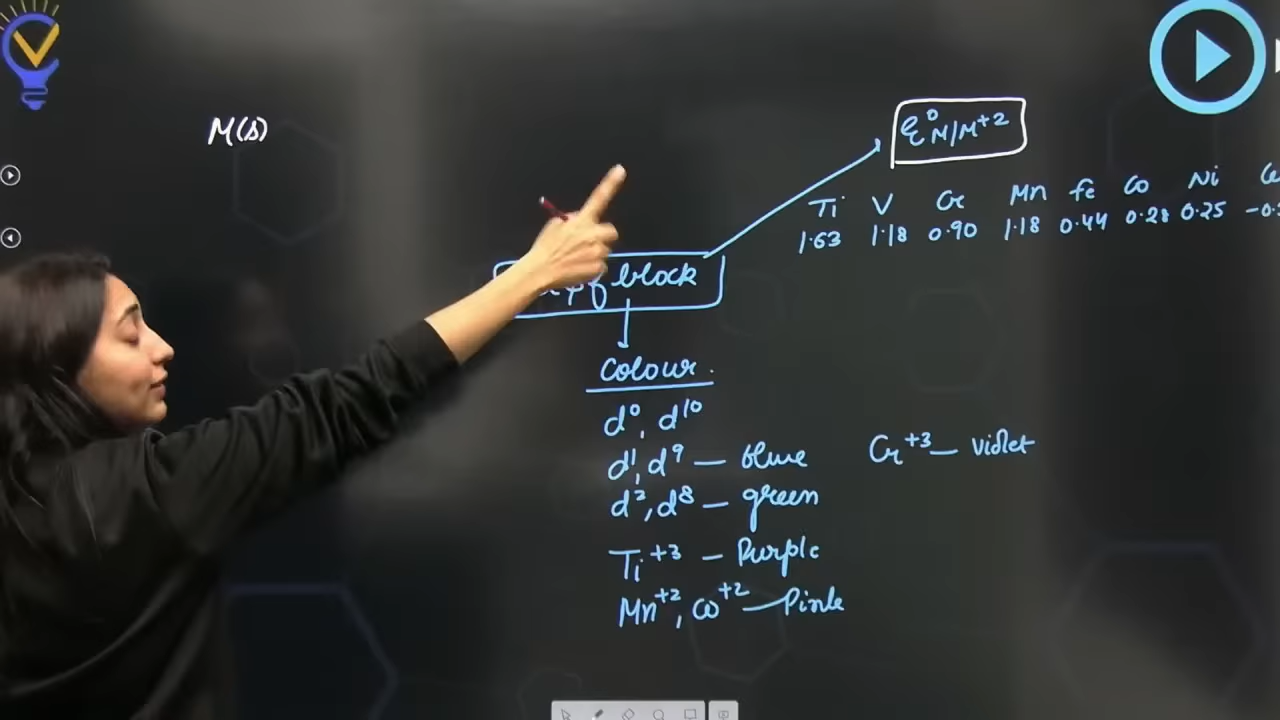 M(s)
E⁰ M/M⁺²
Ti V Cr Mn Fe Co Ni
1.63 1.18 0.90 1.18 0.44 0.28 0.25
block
Colour.
d⁰, d¹⁰
d¹, d⁹ — blue
Cr⁺³ — violet
d², d⁸ — green
Ti⁺³ — Purple
Mn⁺², Co⁺² — Pink